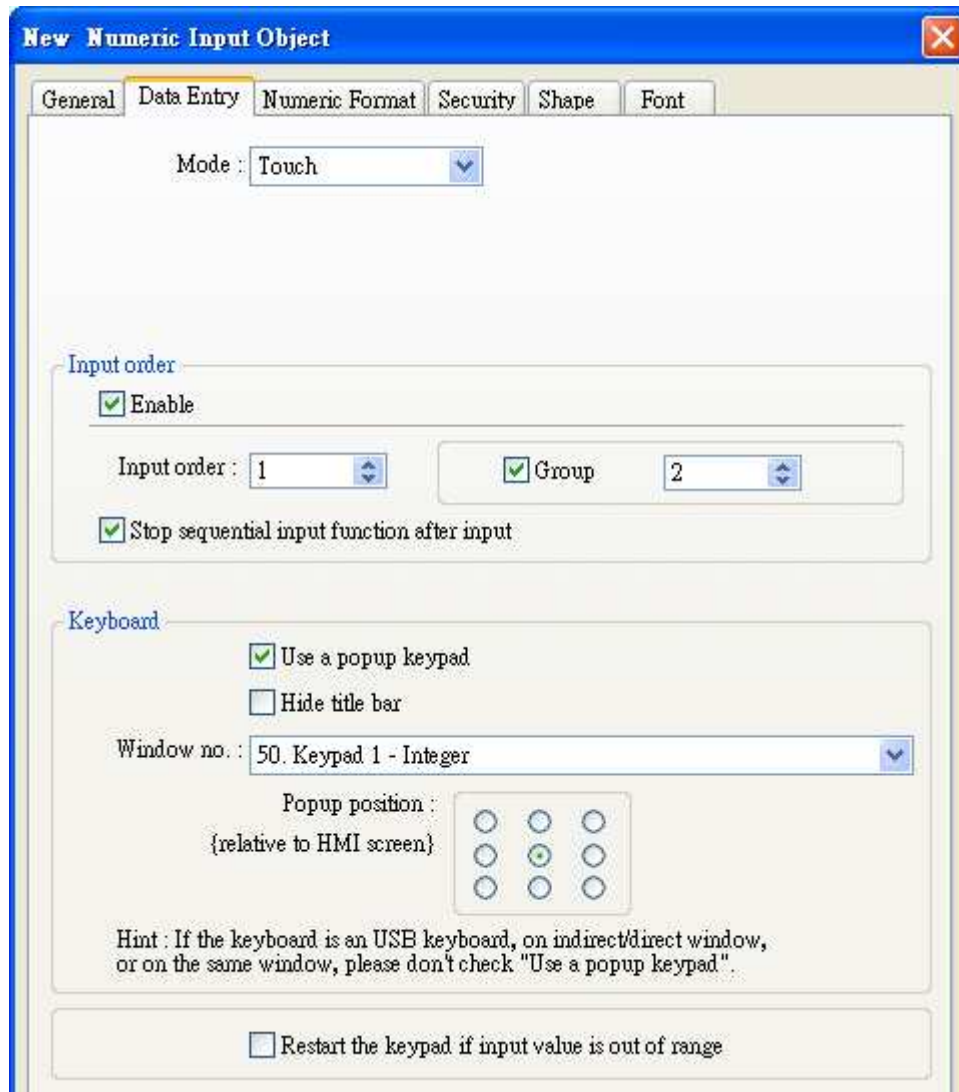 New Numeric Input Object
General Data Entry Numeric Format Security Shape Font
Mode : Touch
Input order
Enable
Input order : 1 Group 2
Stop sequential input function after input
Keyboard
Use a popup keypad
Hide title bar
Window no. : 50. Keypad 1 - Integer
Popup position :
{relative to HMI screen}
Hint : If the keyboard is an USB keyboard, on indirect/direct window,
or on the same window, please don't check "Use a popup keypad".
Restart the keypad if input value is out of range